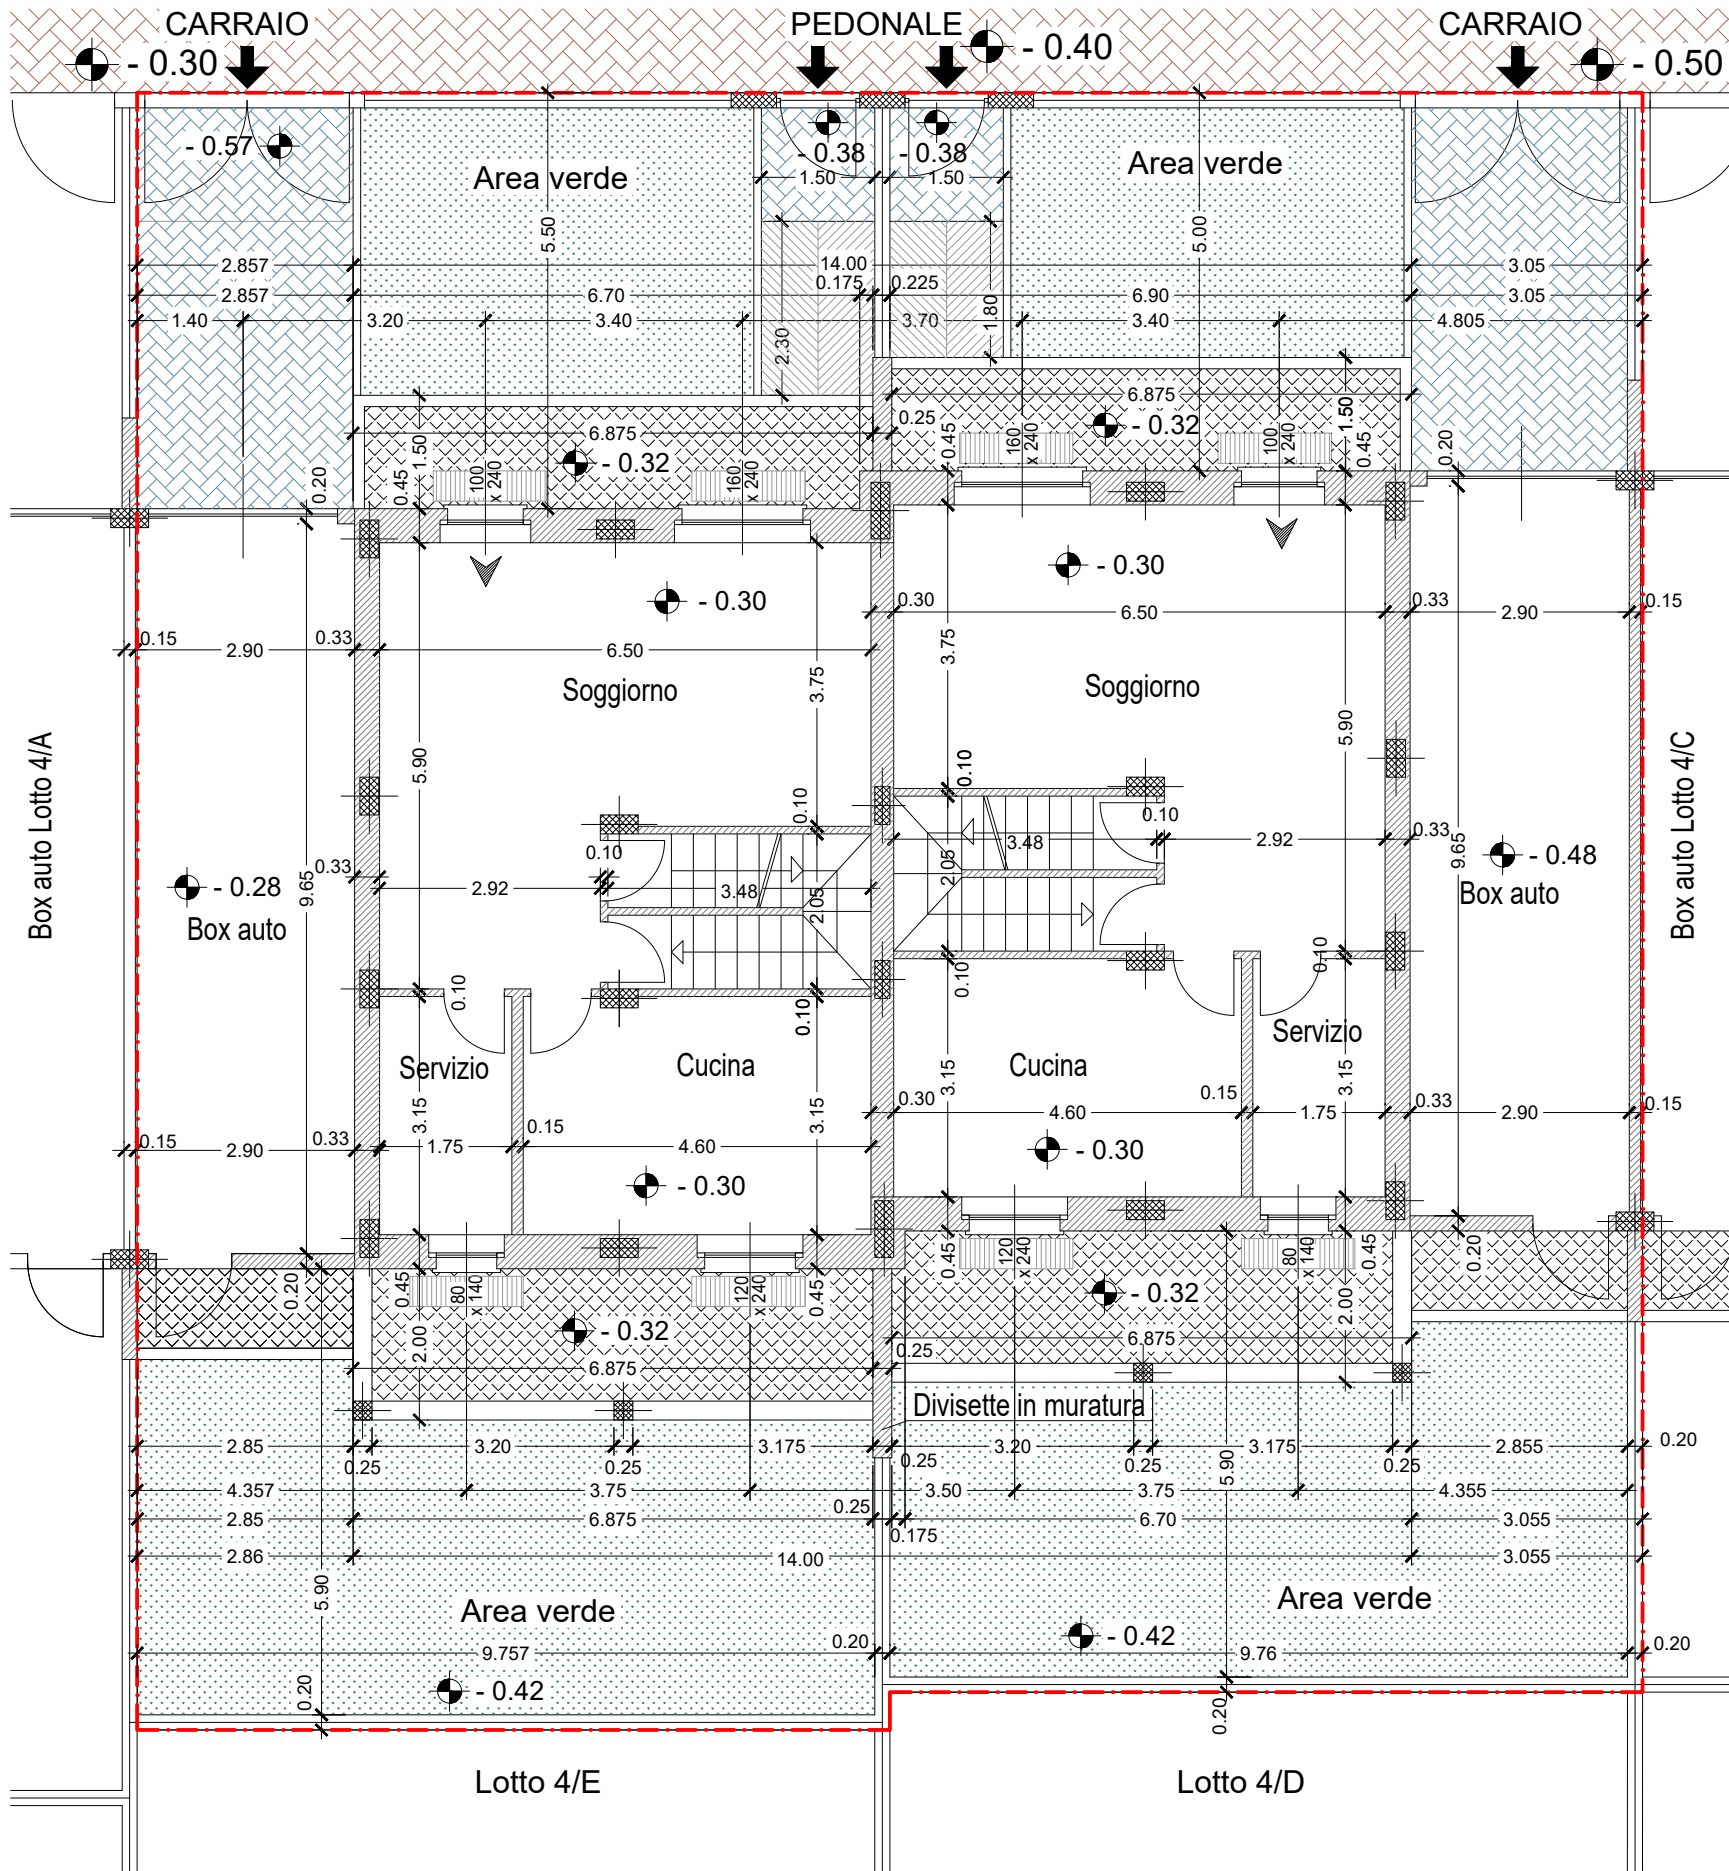 CARRAIO PEDONALE CARRAIO
- 0.30 - 0.40 - 0.50
- 0.57 - 0.38 - 0.38
Area verde 1.50 1.50 Area verde
5.50 5.00
2.857 14.00 3.05
2.857 6.70 0.175 0.225 6.90 3.05
1.40 3.20 3.40 3.70 1.80 3.40 4.805
2.30
6.875 0.25 6.875
1.50 0.45 0.20 - 0.32 0.45 - 0.32 1.50 0.45 0.20
100 x 240 160 x 240 160 x 240 100 x 240
- 0.30 - 0.30
0.30 6.50 0.33 2.90 0.15
0.15 2.90 0.33 6.50 3.75 3.75
Soggiorno Soggiorno
5.90 5.90
Box auto Lotto 4/A Box auto Lotto 4/C
0.10 0.10 0.10
0.33 0.10 3.48 2.92 0.33
9.65 2.92 3.48 2.05 2.05 9.65
- 0.28 - 0.48
Box auto Box auto
0.10 0.10 0.10 0.10
Servizio Cucina Cucina Servizio
3.15 3.15 3.15 3.15
0.30 4.60 0.15 1.75 0.33 2.90 0.15
0.15 2.90 0.33 1.75 0.15 4.60
- 0.30 - 0.30
0.20 0.45 80 x 140 120 x 240 0.45 0.45 120 x 240 80 x 140 0.45 0.20
- 0.32 - 0.32
2.00 2.00
6.875 0.25 6.875
Divisette in muratura
2.85 3.20 3.175 3.20 3.175 2.855 0.20
0.25 0.25 0.25 0.25 0.25
4.357 3.75 3.50 3.75 5.90 4.355
2.85 6.875 0.25 0.175 6.70 3.055
2.86 14.00 3.055
5.90
Area verde Area verde
- 0.42
9.757 0.20 9.76 0.20
0.20 - 0.42 0.20
Lotto 4/E Lotto 4/D